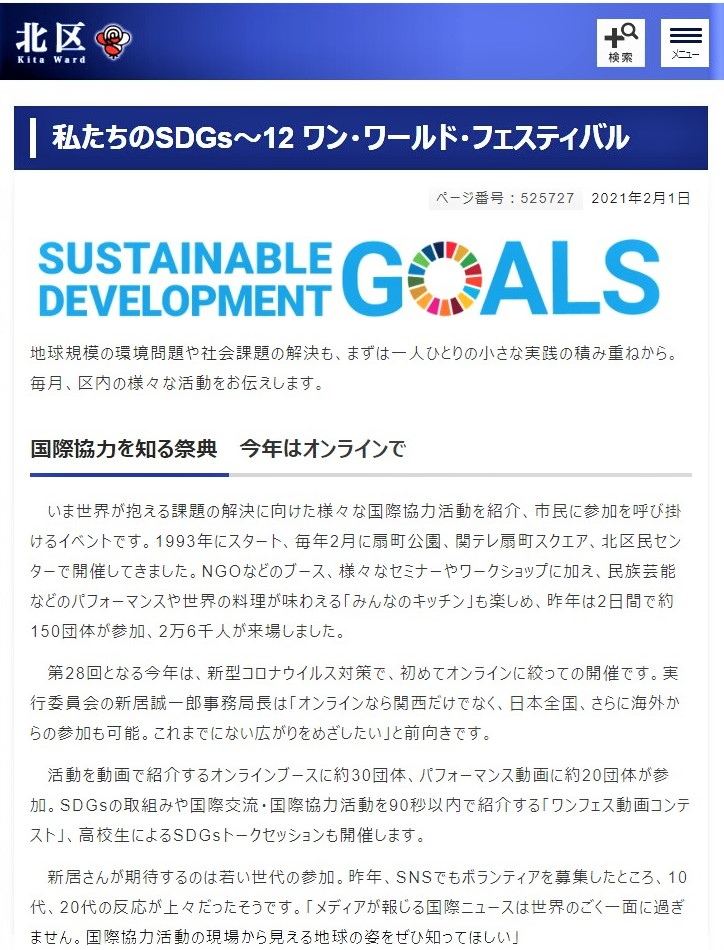 北区
Kita Ward
検索
メニュー
私たちのSDGs～12 ワン・ワールド・フェスティバル
ページ番号：525727 2021年2月1日
SUSTAINABLE
DEVELOPMENT
GOALS
地球規模の環境問題や社会課題の解決も、まずは一人ひとりの小さな実践の積み重ねから。
毎月、区内の様々な活動をお伝えします。
国際協力を知る祭典　今年はオンラインで
　いま世界が抱える課題の解決に向けた様々な国際協力活動を紹介、市民に参加を呼び掛
けるイベントです。1993年にスタート、毎年2月に扇町公園、関テレ扇町スクエア、北区民セン
ターで開催してきました。NGOなどのブース、様々なセミナーやワークショップに加え、民族芸能
などのパフォーマンスや世界の料理が味わえる「みんなのキッチン」も楽しめ、昨年は2日間で約
150団体が参加、2万6千人が来場しました。
　第28回となる今年は、新型コロナウイルス対策で、初めてオンラインに絞っての開催です。実
行委員会の新居誠一郎事務局長は「オンラインなら関西だけでなく、日本全国、さらに海外か
らの参加も可能。これまでにない広がりをめざしたい」と前向きです。
　活動を動画で紹介するオンラインブースに約30団体、パフォーマンス動画に約20団体が参
加。SDGsの取組みや国際交流・国際協力活動を90秒以内で紹介する「ワンフェス動画コンテ
スト」、高校生によるSDGsトークセッションも開催します。
　新居さんが期待するのは若い世代の参加。昨年、SNSでもボランティアを募集したところ、10
代、20代の反応が上々だったそうです。「メディアが報じる国際ニュースは世界のごく一面に過ぎ
ません。国際協力活動の現場から見える地球の姿をぜひ知ってほしい」